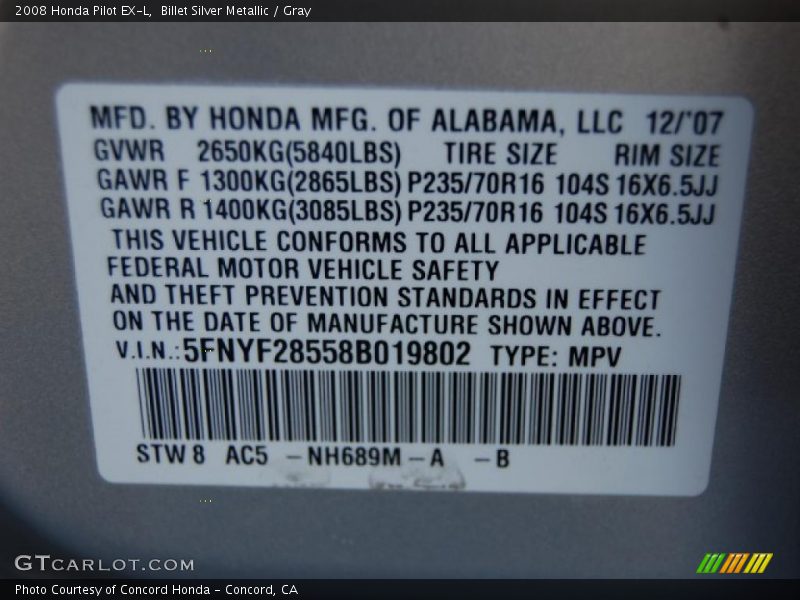 2008 Honda Pilot EX-L,  Billet Silver Metallic / Gray
MFD. BY HONDA MFG. OF ALABAMA, LLC 12/'07
GVWR 2650KG(5840LBS) TIRE SIZE RIM SIZE
GAWR F 1300KG(2865LBS) P235/70R16 104S 16X6.5JJ
GAWR R 1400KG(3085LBS) P235/70R16 104S 16X6.5JJ
THIS VEHICLE CONFORMS TO ALL APPLICABLE
FEDERAL MOTOR VEHICLE SAFETY
AND THEFT PREVENTION STANDARDS IN EFFECT
ON THE DATE OF MANUFACTURE SHOWN ABOVE.
V.I.N.:5FNYF28558B019802 TYPE: MPV
STW 8 AC5 -NH689M-A -B
GTCARLOT.COM
Photo Courtesy of Concord Honda - Concord, CA